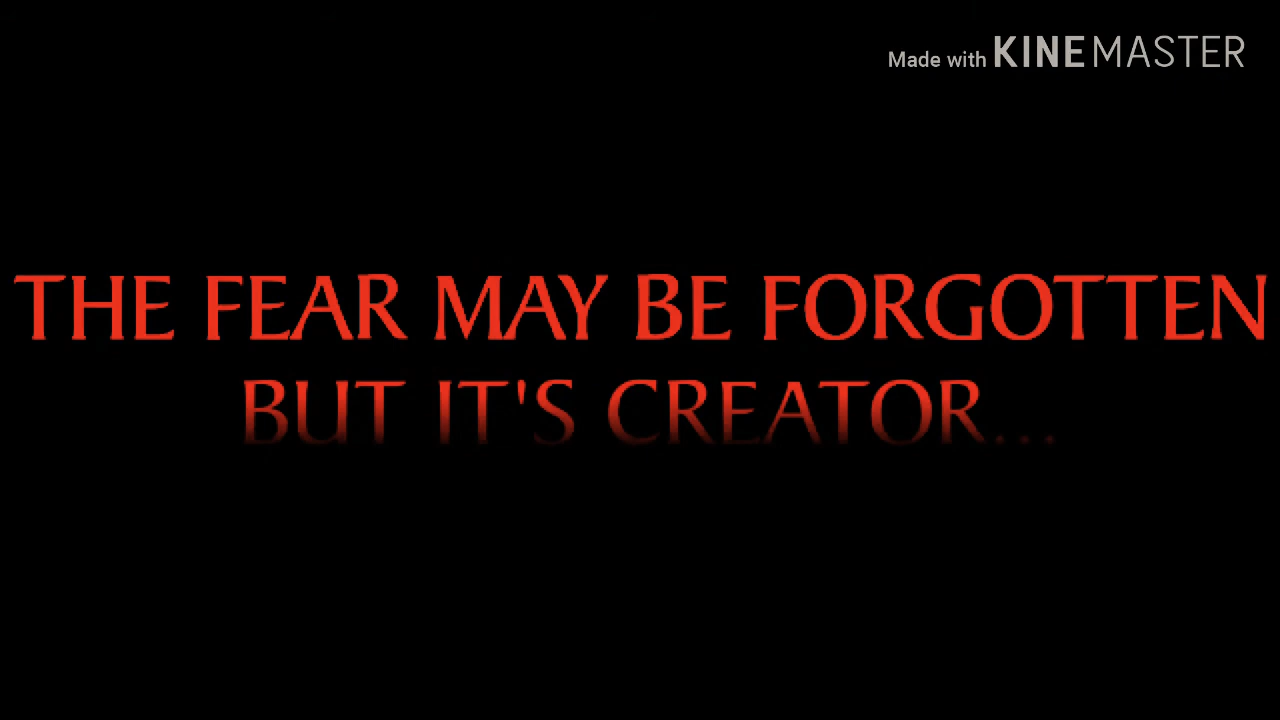 Made with KINEMASTER
THE FEAR MAY BE FORGOTTEN
BUT IT'S CREATOR...